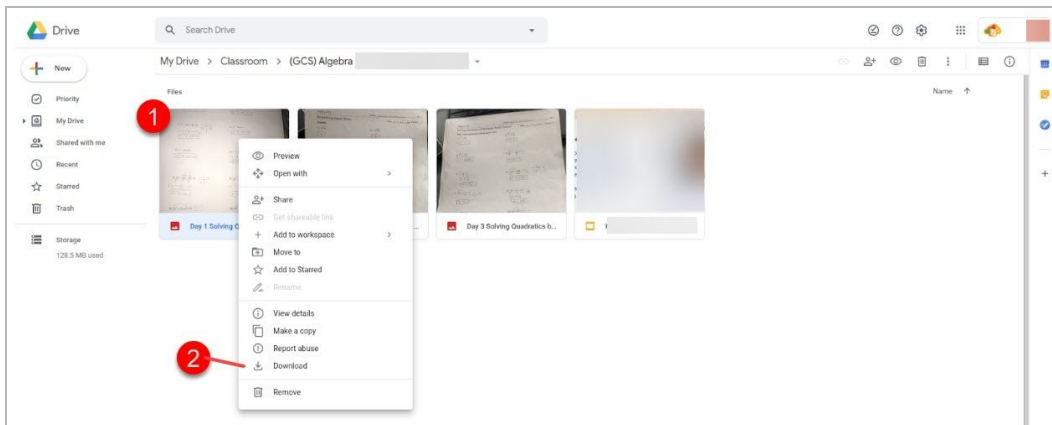 Drive
Search Drive
New
My Drive > Classroom > (GCS) Algebra
Priority
My Drive
Shared with me
Recent
Starred
Trash
Storage
128.5 MB used
Files
Name
1
Day 1 Solving Q
...
Day 3 Solving Quadratics b...
Preview
Open with
Share
Get shareable link
Add to workspace
Move to
Add to Starred
Rename
View details
Make a copy
Report abuse
2
Download
Remove